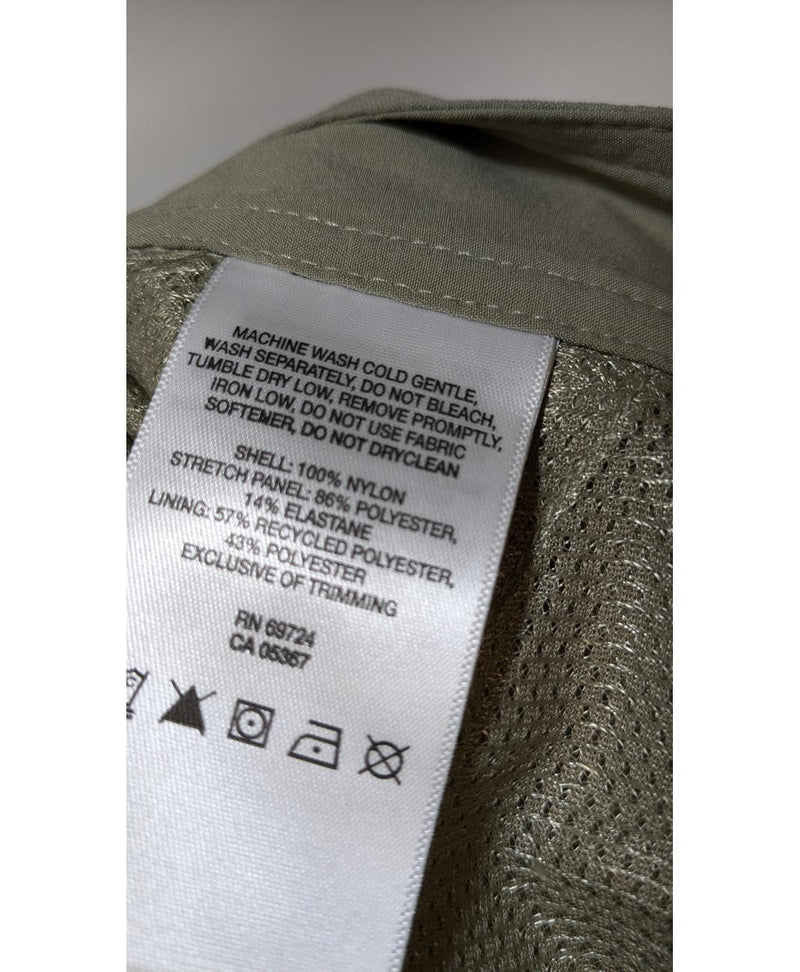 MACHINE WASH COLD GENTLE,
WASH SEPARATELY, DO NOT BLEACH,
TUMBLE DRY LOW, REMOVE PROMPTLY,
IRON LOW, DO NOT USE FABRIC
SOFTENER, DO NOT DRYCLEAN
SHELL: 100% NYLON
STRETCH PANEL: 86% POLYESTER,
14% ELASTANE
LINING: 57% RECYCLED POLYESTER,
43% POLYESTER
EXCLUSIVE OF TRIMMING
RN 69724
CA 05367